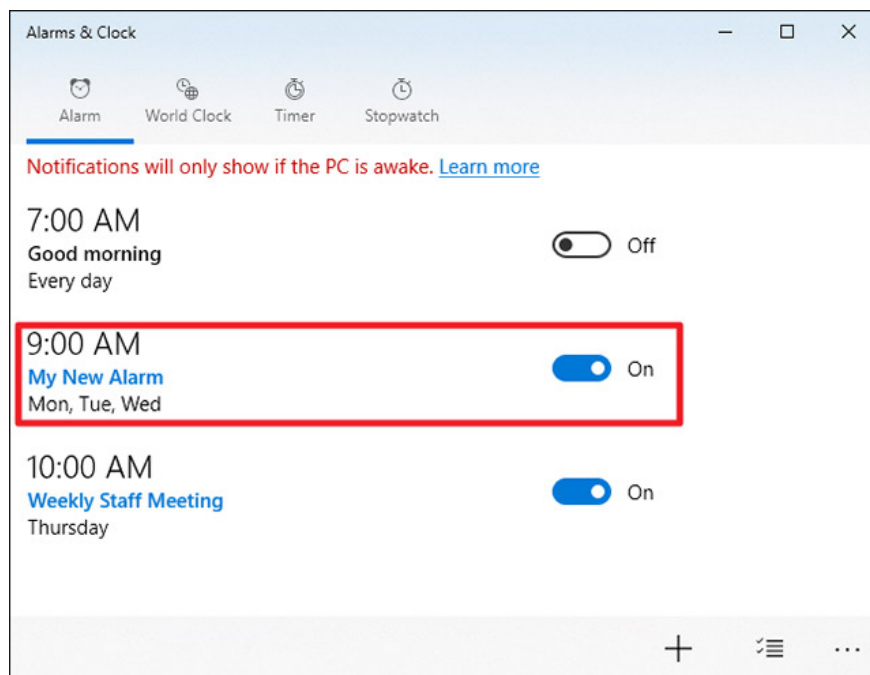 Alarms & Clock
Alarm World Clock Timer Stopwatch
Notifications will only show if the PC is awake. Learn more
7:00 AM
Good morning
Off
Every day
9:00 AM
My New Alarm
On
Mon, Tue, Wed
10:00 AM
Weekly Staff Meeting
On
Thursday